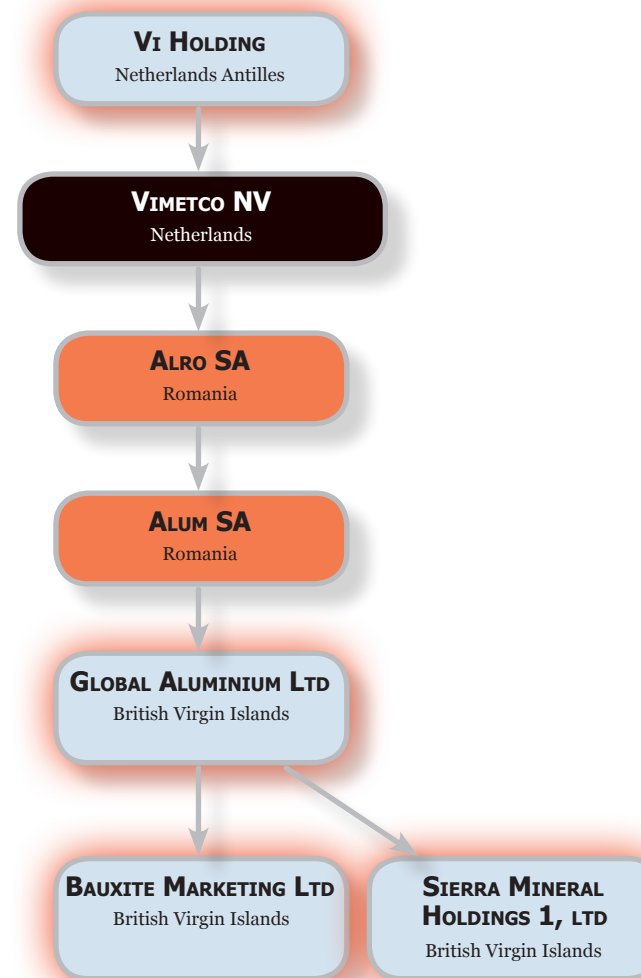 Vi Holding
Netherlands Antilles
Vimetco NV
Netherlands
Alro SA
Romania
Alum SA
Romania
Global Aluminium Ltd
British Virgin Islands
Bauxite Marketing Ltd
British Virgin Islands
Sierra Mineral
Holdings 1, ltd
British Virgin Islands